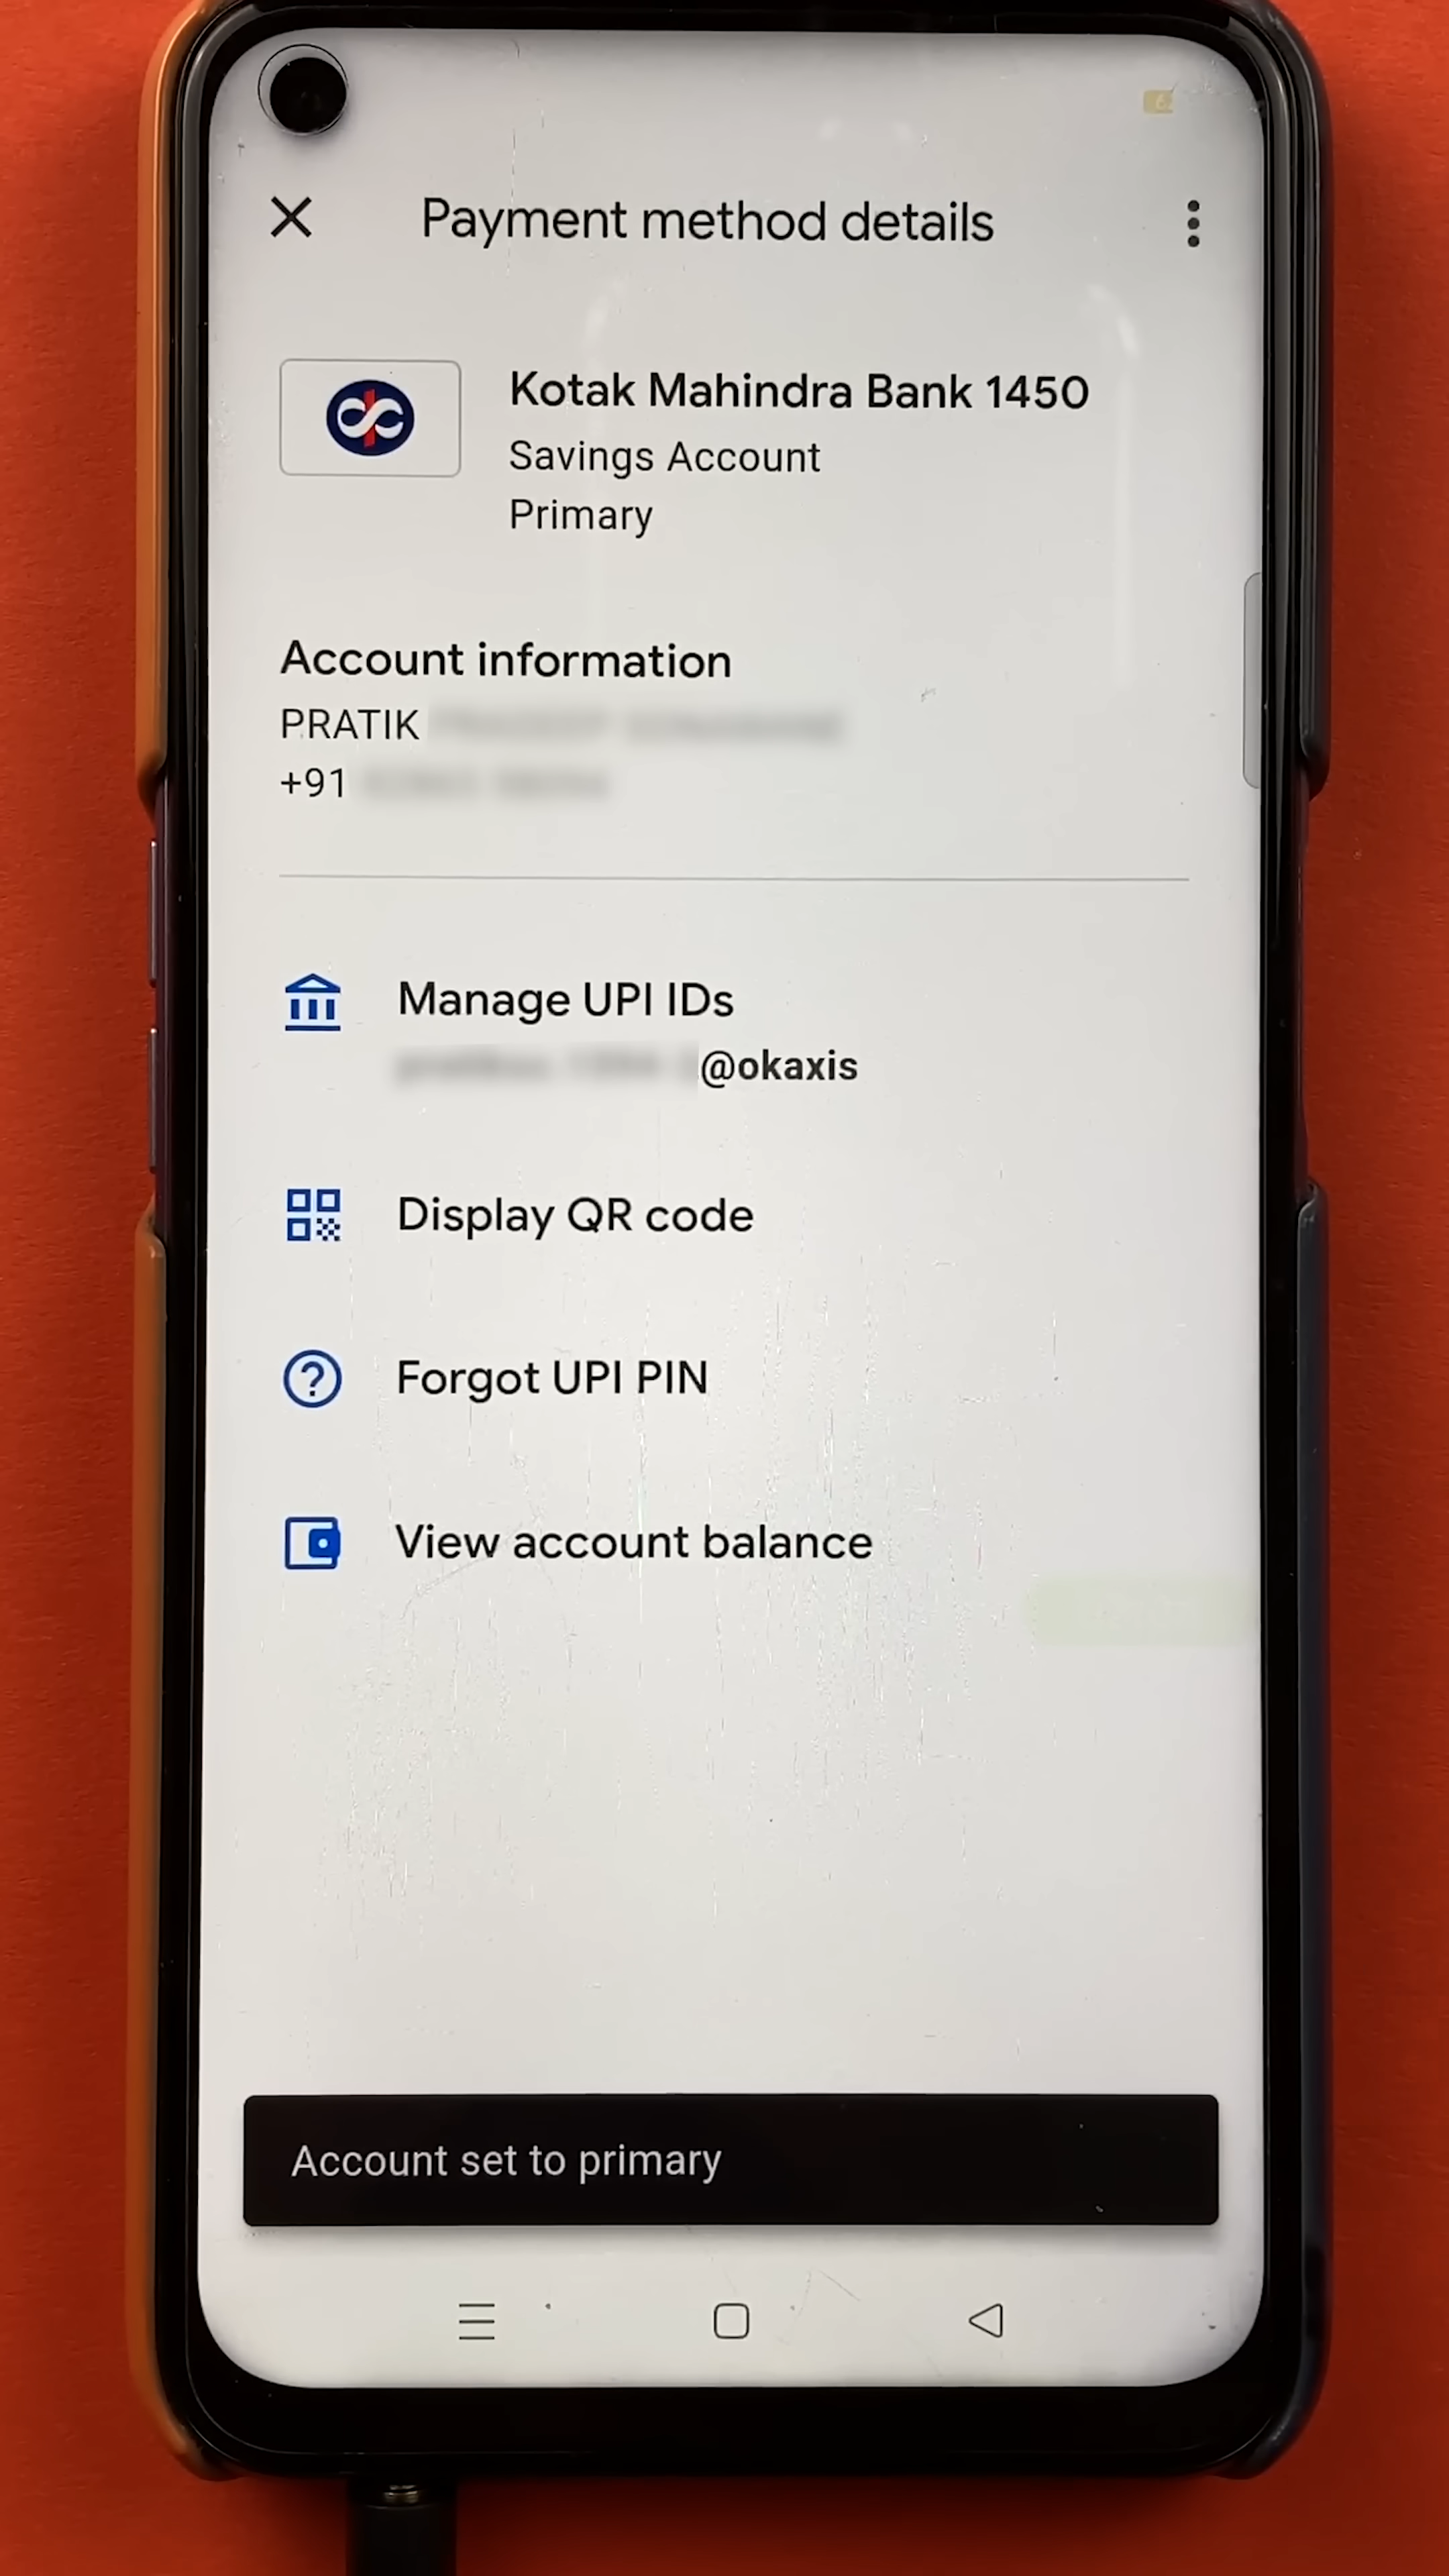 Payment method details
Kotak Mahindra Bank 1450
Savings Account
Primary
Account information
PRATIK
+91
Manage UPI IDs
@okaxis
Display QR code
Forgot UPI PIN
View account balance
Account set to primary